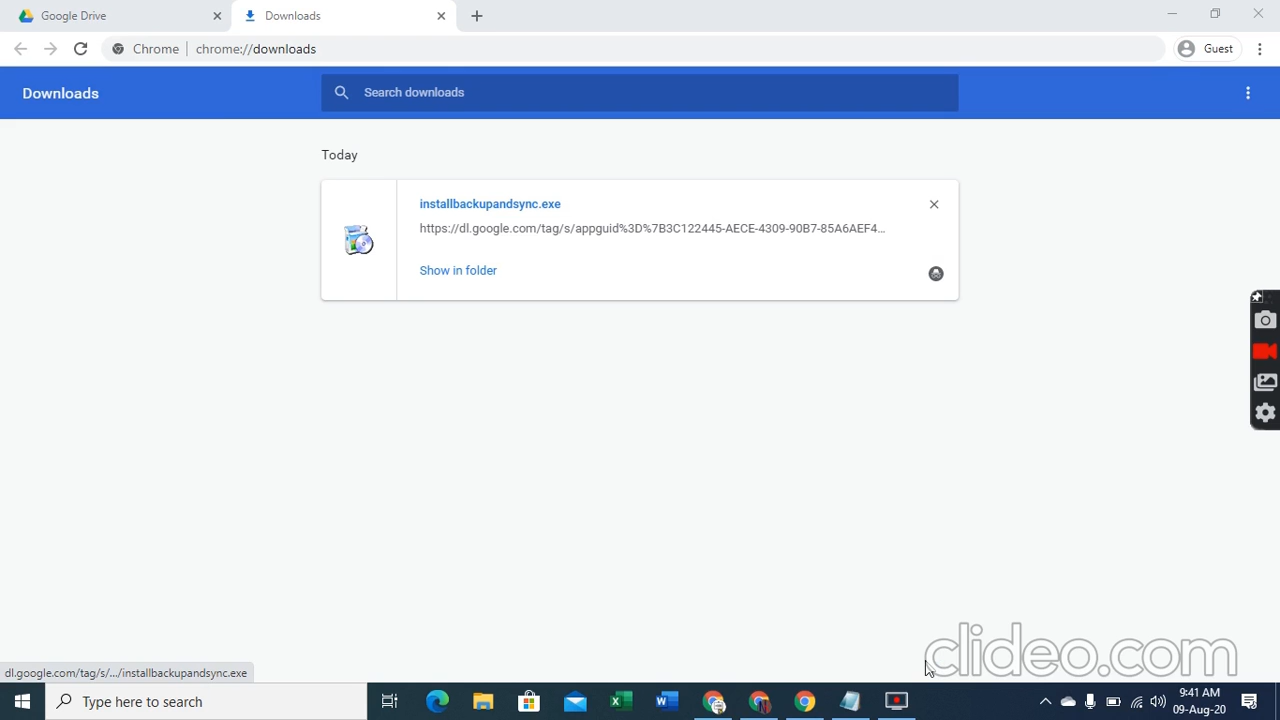 Google Drive
Downloads
Chrome
chrome://downloads
Guest
Downloads
Search downloads
Today
installbackupandsync.exe
https://dl.google.com/tag/s/appguid%3D%7B3C122445-AECE-4309-90B7-85A6AEF4...
Show in folder
clideo.com
dl.google.com/tag/s/.../installbackupandsync.exe
Type here to search
9:41 AM
09-Aug-20